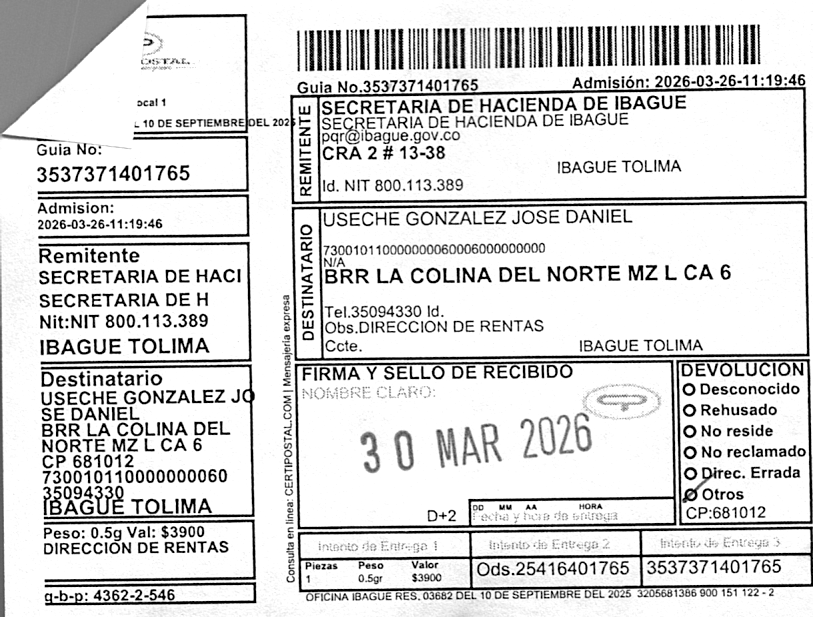 OSTAL
ocal 1
L 10 DE SEPTIEMBRE DEL 2025
Guia No:
3537371401765
Admision:
2026-03-26-11:19:46
Remitente
SECRETARIA DE HACI
SECRETARIA DE H
Nit:NIT 800.113.389
IBAGUE TOLIMA
Destinatario
USECHE GONZALEZ JO
SE DANIEL
BRR LA COLINA DEL
NORTE MZ L CA 6
CP 681012
730010110000000060
35094330
IBAGUE TOLIMA
Peso: 0.5g Val: $3900
DIRECCION DE RENTAS
g-b-p: 4362-2-546
Consulta en linea: CERTIPOSTAL.COM | Mensajería expresa
Guia No.3537371401765
Admisión: 2026-03-26-11:19:46
REMITENTE
SECRETARIA DE HACIENDA DE IBAGUE
SECRETARIA DE HACIENDA DE IBAGUE
pqr@ibague.gov.co
CRA 2 # 13-38
IBAGUE TOLIMA
Id. NIT 800.113.389
DESTINATARIO
USECHE GONZALEZ JOSE DANIEL
730010110000000060006000000000
N/A
BRR LA COLINA DEL NORTE MZ L CA 6
Tel.35094330 Id.
Obs.DIRECCION DE RENTAS
Ccte.
IBAGUE TOLIMA
FIRMA Y SELLO DE RECIBIDO
NOMBRE CLARO:
30 MAR 2026
D+2
DD MM AA HORA
Fecha y hora de entrega
DEVOLUCION
Desconocido
Rehusado
No reside
No reclamado
Direc. Errada
Otros
CP:681012
Intento de Entrega 1
Intento de Entrega 2
Intento de Entrega 3
Piezas Peso Valor
1 0.5gr $3900
Ods.25416401765
3537371401765
OFICINA IBAGUE RES. 03682 DEL 10 DE SEPTIEMBRE DEL 2025 3205681386 900 151 122 - 2